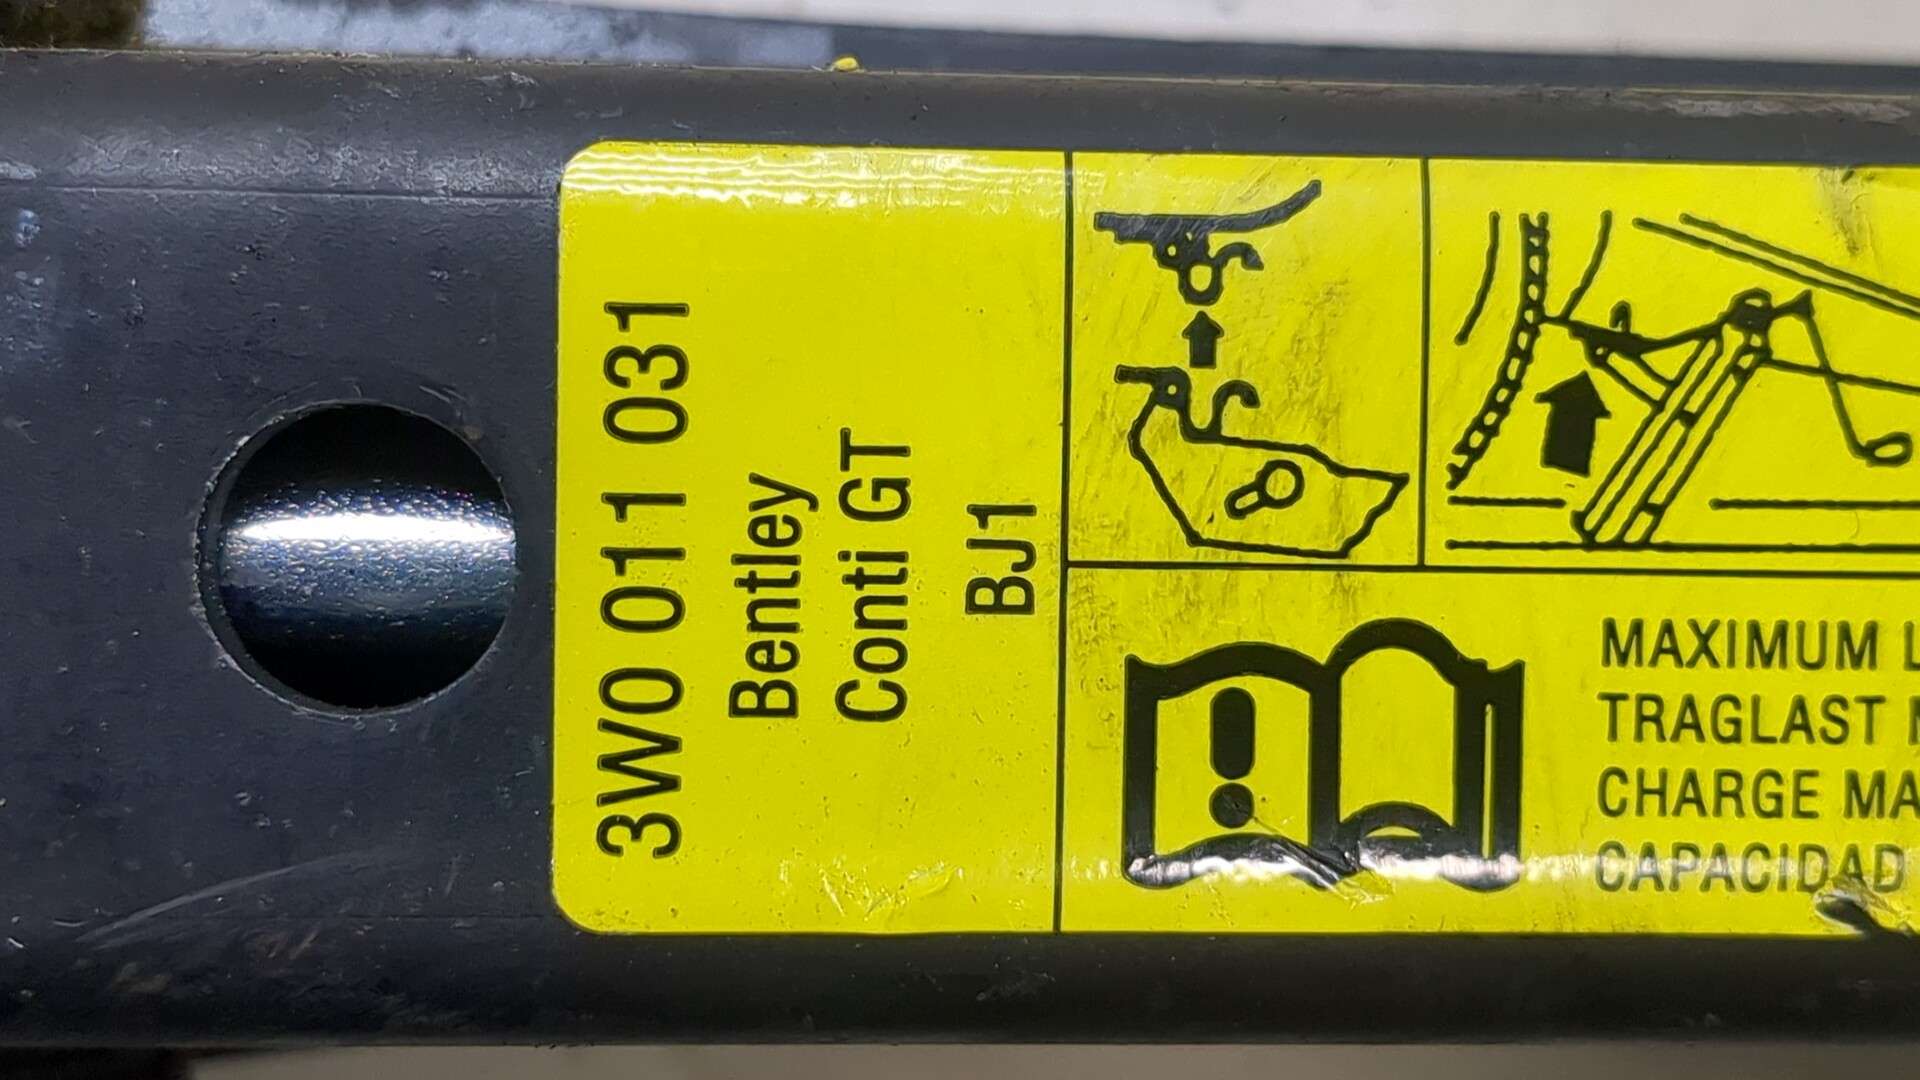 3W0 011 031
Bentley
Conti GT
BJ1
MAXIMUM
TRAGLAST
CHARGE
CAPACIDAD